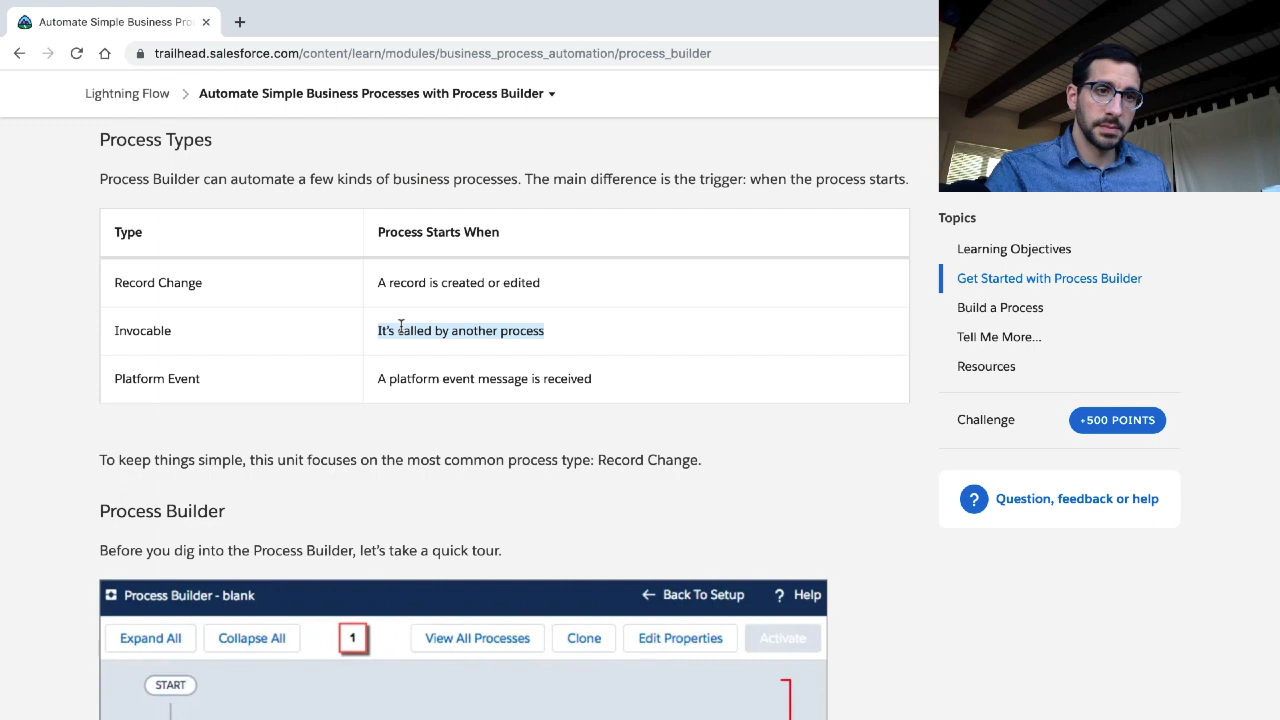 Automate Simple Business Pro
trailhead.salesforce.com/content/learn/modules/business_process_automation/process_builder
Lightning Flow
Automate Simple Business Processes with Process Builder
Process Types
Process Builder can automate a few kinds of business processes. The main difference is the trigger: when the process starts.
Type Process Starts When
Record Change A record is created or edited
Invocable It's called by another process
Platform Event A platform event message is received
To keep things simple, this unit focuses on the most common process type: Record Change.
Process Builder
Before you dig into the Process Builder, let's take a quick tour.
Process Builder - blank Back To Setup ? Help
Expand All Collapse All 1 View All Processes Clone Edit Properties Activate
START
Topics
Learning Objectives
Get Started with Process Builder
Build a Process
Tell Me More...
Resources
Challenge +500 POINTS
? Question, feedback or help